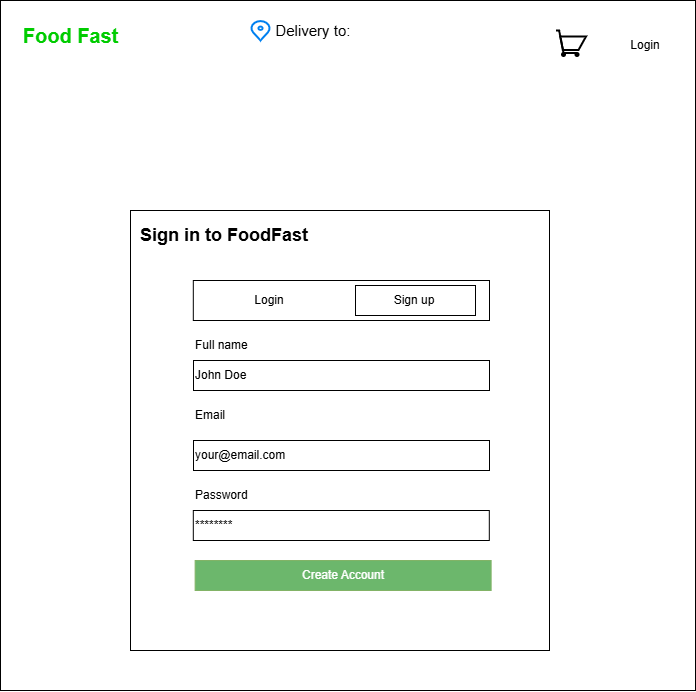 Food Fast
Delivery to:
Login
Sign in to FoodFast
Login
Sign up
Full name
John Doe
Email
your@email.com
Password
********
Create Account